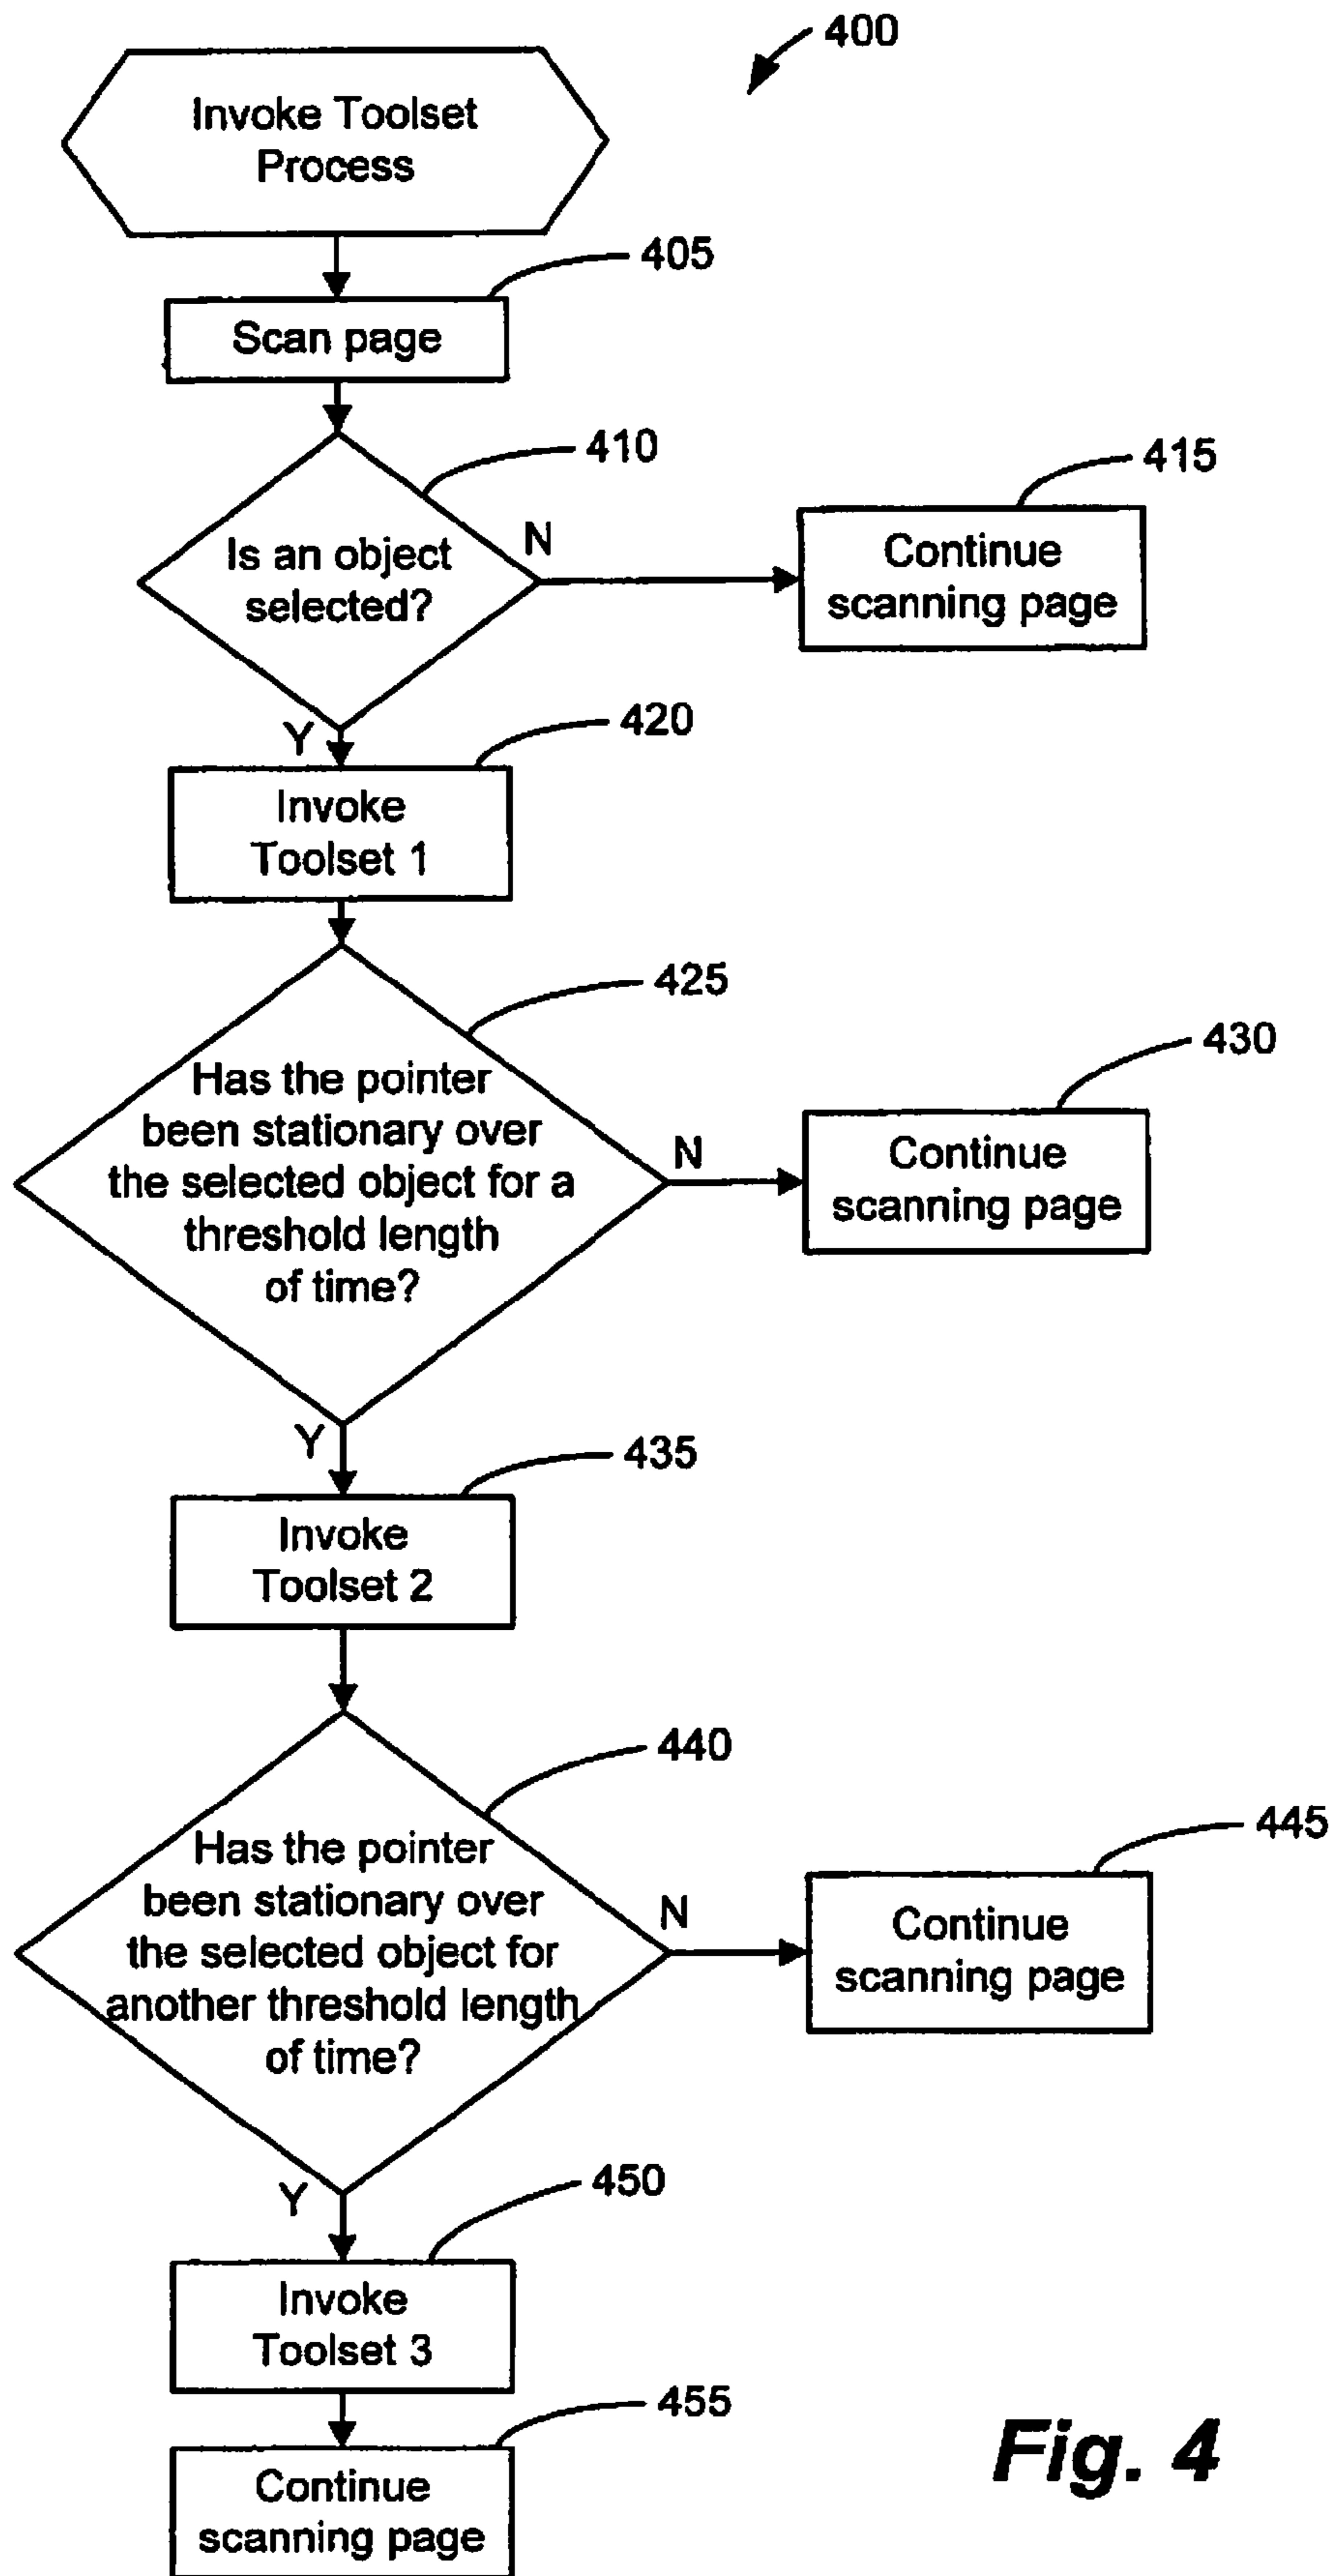 400
Invoke Toolset
Process
405
Scan page
410
Is an object
selected?
N
415
Continue
scanning page
Y
420
Invoke
Toolset 1
425
Has the pointer
been stationary over
the selected object for a
threshold length
of time?
N
430
Continue
scanning page
Y
435
Invoke
Toolset 2
440
Has the pointer
been stationary over
the selected object for
another threshold length
of time?
N
445
Continue
scanning page
Y
450
Invoke
Toolset 3
455
Continue
scanning page
Fig. 4